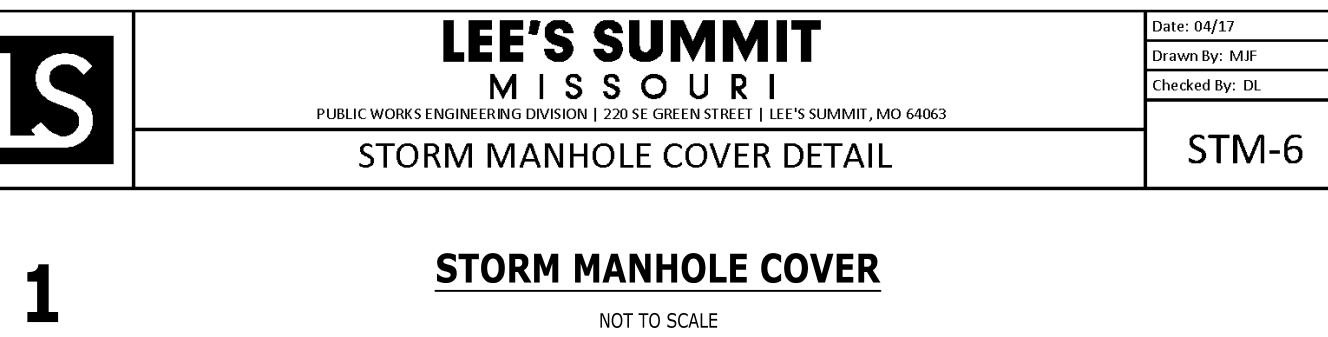 LS
LEE'S SUMMIT
MISSOURI
PUBLIC WORKS ENGINEERING DIVISION | 220 SE GREEN STREET | LEE'S SUMMIT, MO 64063
STORM MANHOLE COVER DETAIL
Date: 04/17
Drawn By: MJF
Checked By: DL
STM-6
1
STORM MANHOLE COVER
NOT TO SCALE